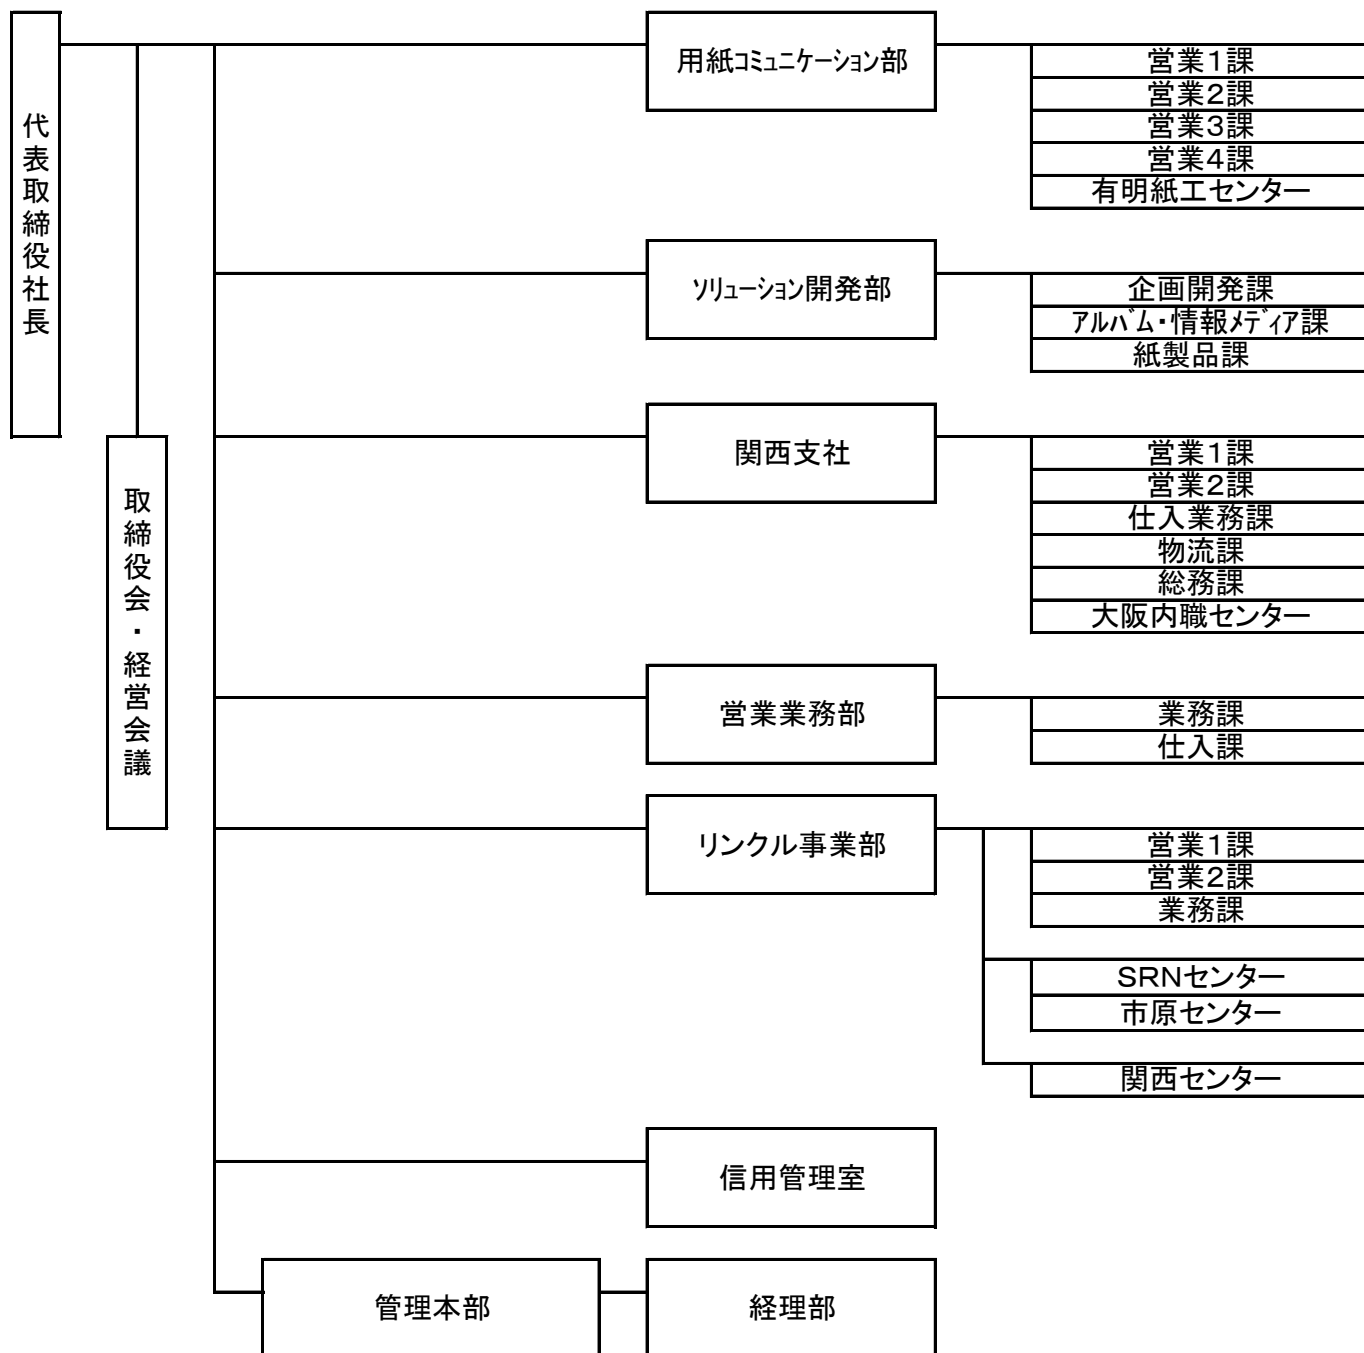 代表取締役社長
取締役会・経営会議
用紙ｺﾐｭﾆｹｰｼｮﾝ部
営業１課
営業２課
営業３課
営業４課
有明紙工センター
ｿﾘｭｰｼｮﾝ開発部
企画開発課
ｱﾙﾊﾞﾑ・情報ﾒﾃﾞｨｱ課
紙製品課
関西支社
営業１課
営業２課
仕入業務課
物流課
総務課
大阪内職センター
営業業務部
業務課
仕入課
リンクル事業部
営業１課
営業２課
業務課
ＳＲＮセンター
市原センター
関西センター
信用管理室
管理本部
経理部